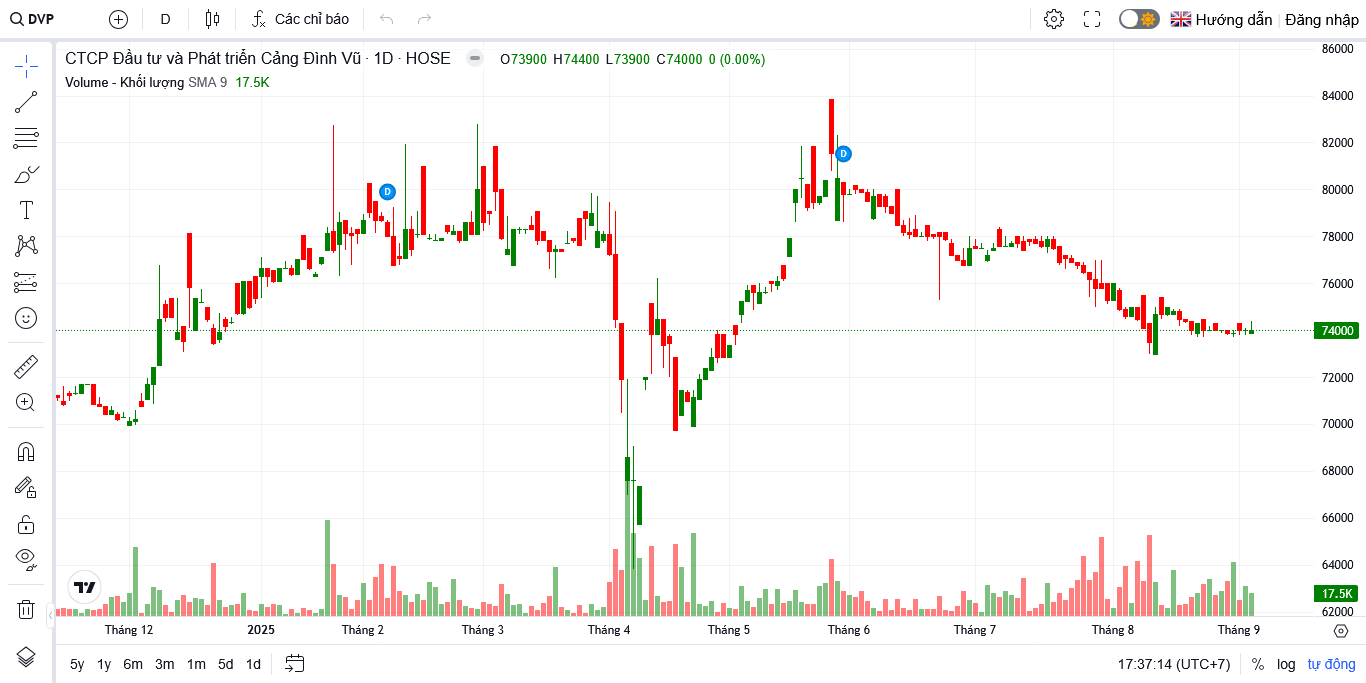 DVP D Các chỉ báo Hướng dẫn Đăng nhập
CTCP Đầu tư và Phát triển Cảng Đình Vũ · 1D · HOSE O73900 H74400 L73900 C74000 0 (0.00%)
Volume - Khối lượng SMA 9 17.5K
86000
84000
82000
80000
78000
76000
74000
72000
70000
68000
66000
64000
17.5K
62000
D
D
Tháng 12 2025 Tháng 2 Tháng 3 Tháng 4 Tháng 5 Tháng 6 Tháng 7 Tháng 8 Tháng 9
5y 1y 6m 3m 1m 5d 1d 17:37:14 (UTC+7) % log tự động